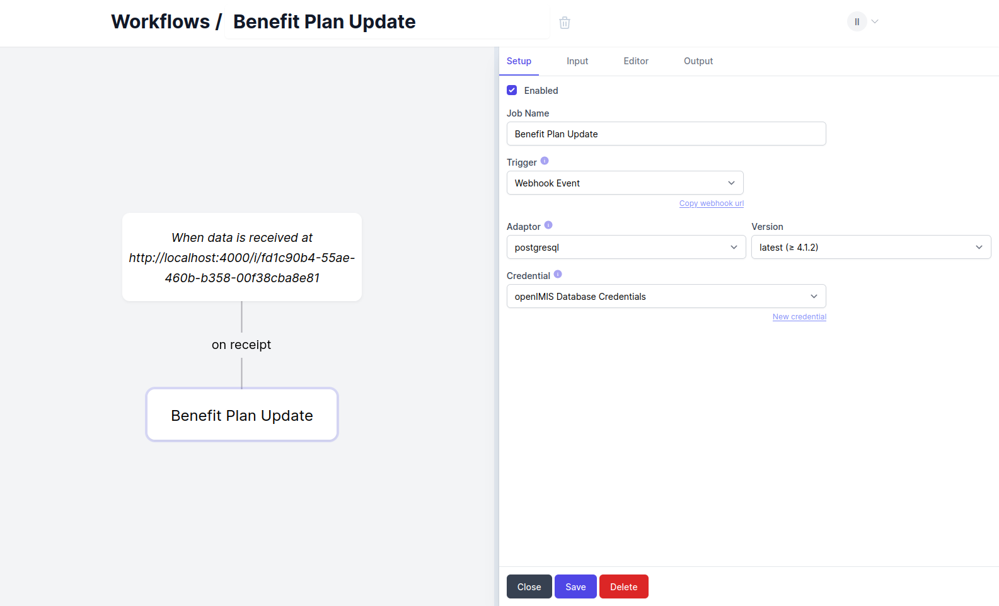 Workflows / Benefit Plan Update
II
When data is received at
http://localhost:4000/i/fd1c90b4-55ae-
460b-b358-00f38cba8e81
on receipt
Benefit Plan Update
Setup Input Editor Output
Enabled
Job Name
Benefit Plan Update
Trigger i
Webhook Event
Copy webhook url
Adaptor i Version
postgresql latest (≥ 4.1.2)
Credential i
openIMIS Database Credentials
New credential
Close Save Delete